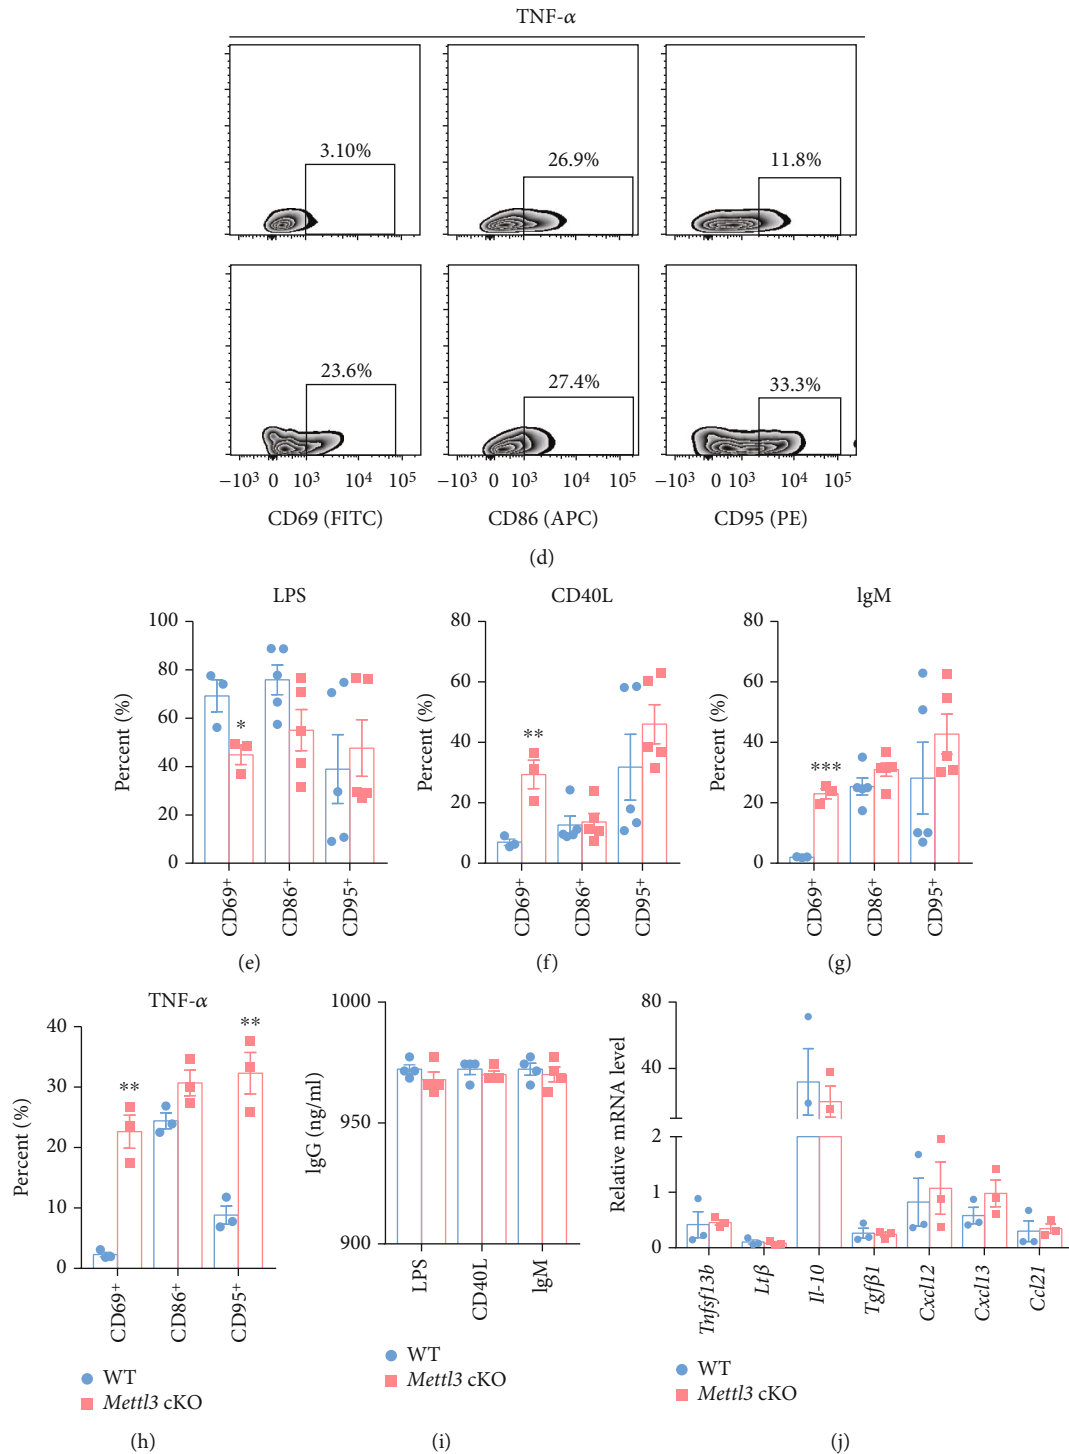 TNF-α
3.10%
26.9%
11.8%
23.6%
27.4%
33.3%
−10³ 0 10³ 10⁴ 10⁵
−10³ 0 10³ 10⁴ 10⁵
−10³ 0 10³ 10⁴ 10⁵
CD69 (FITC)
CD86 (APC)
CD95 (PE)
(d)
LPS
Percent (%)
100
80
60
40
20
0
*
CD69⁺
CD86⁺
CD95⁺
(e)
CD40L
Percent (%)
80
60
40
20
0
**
CD69⁺
CD86⁺
CD95⁺
(f)
lgM
Percent (%)
80
60
40
20
0
***
CD69⁺
CD86⁺
CD95⁺
(g)
TNF-α
Percent (%)
40
30
20
10
0
**
**
CD69⁺
CD86⁺
CD95⁺
WT
Mettl3 cKO
(h)
lgG (ng/ml)
1000
950
900
LPS
CD40L
lgM
WT
Mettl3 cKO
(i)
Relative mRNA level
80
40
2
1
0
Tnfsf13b
Ltβ
Il-10
Tgfβ1
Cxcl12
Cxcl13
Ccl21
WT
Mettl3 cKO
(j)